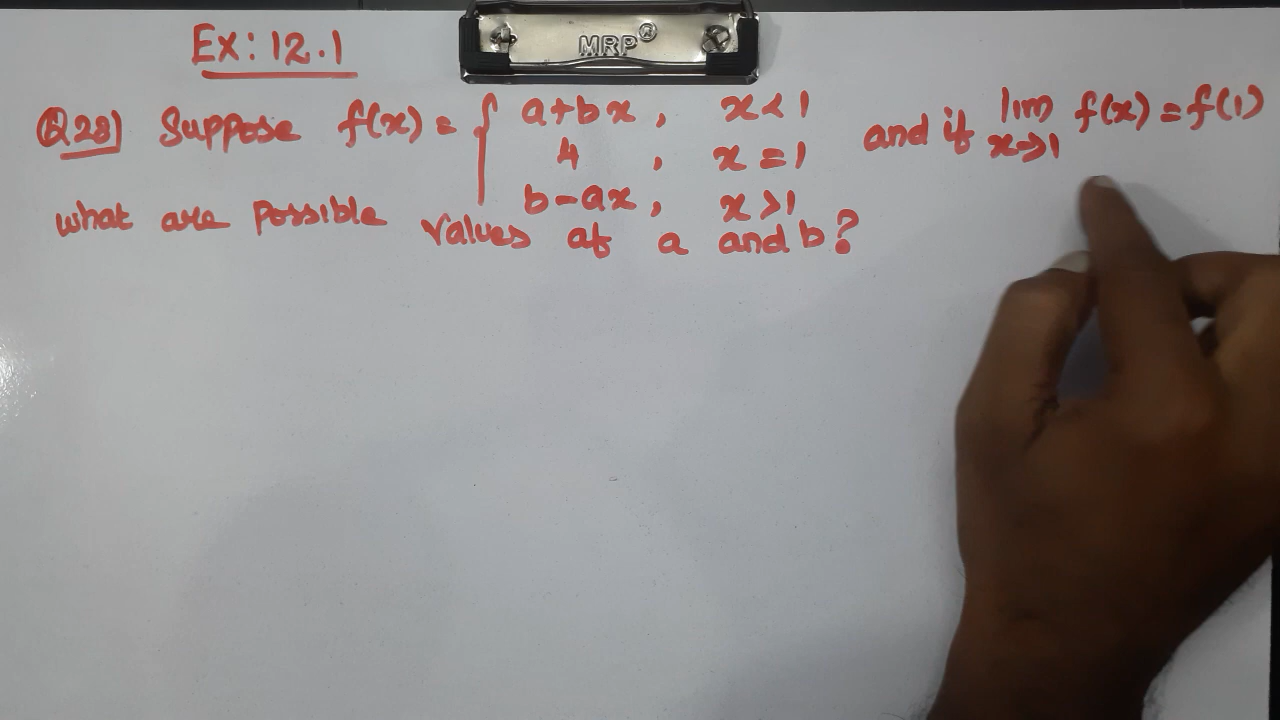 MRP®
Ex: 12.1
Q28) Suppose f(x) = { a+bx, x<1 and if lim x→1 f(x) = f(1)
4, x=1
b-ax, x>1
what are possible values of a and b?